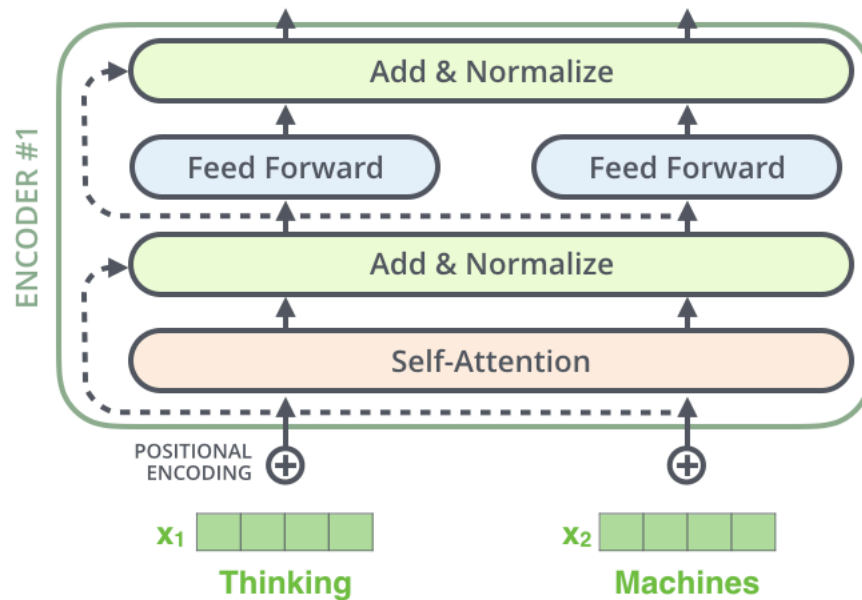 ENCODER #1
Add & Normalize
Feed Forward
Feed Forward
Add & Normalize
Self-Attention
POSITIONAL
ENCODING
x₁
x₂
Thinking
Machines